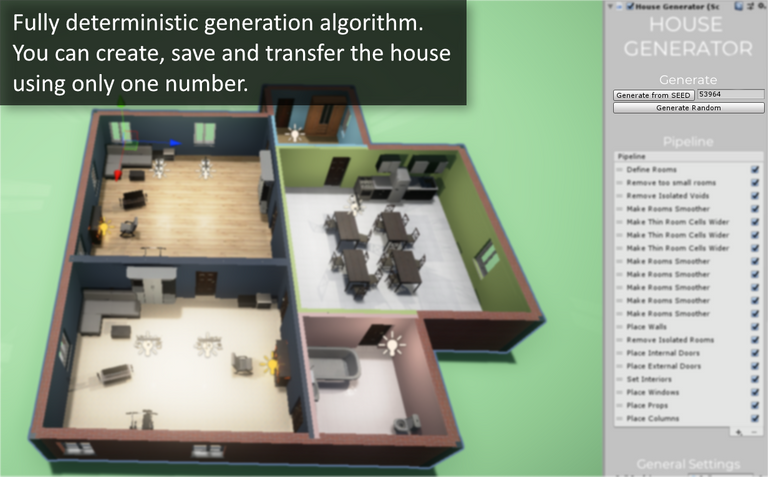 Fully deterministic generation algorithm.
You can create, save and transfer the house
using only one number.
House Generator (Sc
HOUSE
GENERATOR
Generate
Generate from SEED 53964
Generate Random
Pipeline
Pipeline
Define Rooms
Remove too small rooms
Remove Isolated Voids
Make Rooms Smoother
Make Thin Room Cells Wider
Make Thin Room Cells Wider
Make Thin Room Cells Wider
Make Rooms Smoother
Make Rooms Smoother
Make Rooms Smoother
Make Rooms Smoother
Make Rooms Smoother
Place Walls
Remove Isolated Rooms
Place Internal Doors
Place External Doors
Set Interiors
Place Windows
Place Props
Place Columns
General Settings